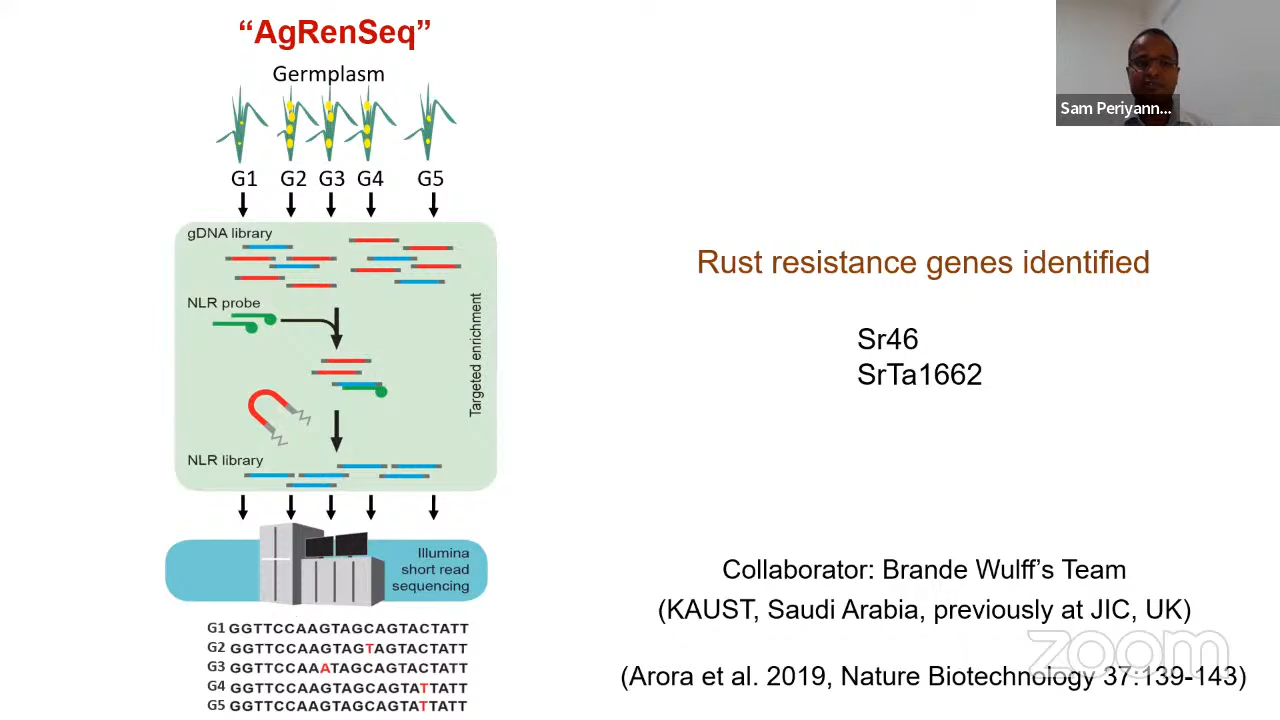 “AgRenSeq”
Germplasm
G1 G2 G3 G4 G5
gDNA library
NLR probe
Targeted enrichment
NLR library
Illumina
short read
sequencing
G1 GGTTCCAAGTAGCAGTACTATT
G2 GGTTCCAAGTAGTAGTACTATT
G3 GGTTCCAAATAGCAGTACTATT
G4 GGTTCCAAGTAGCAGTATTATT
G5 GGTTCCAAGTAGCAGTATTATT
Sam Periyann...
Rust resistance genes identified
Sr46
SrTa1662
Collaborator: Brande Wulff’s Team
(KAUST, Saudi Arabia, previously at JIC, UK)
(Arora et al. 2019, Nature Biotechnology 37:139-143)
zoom